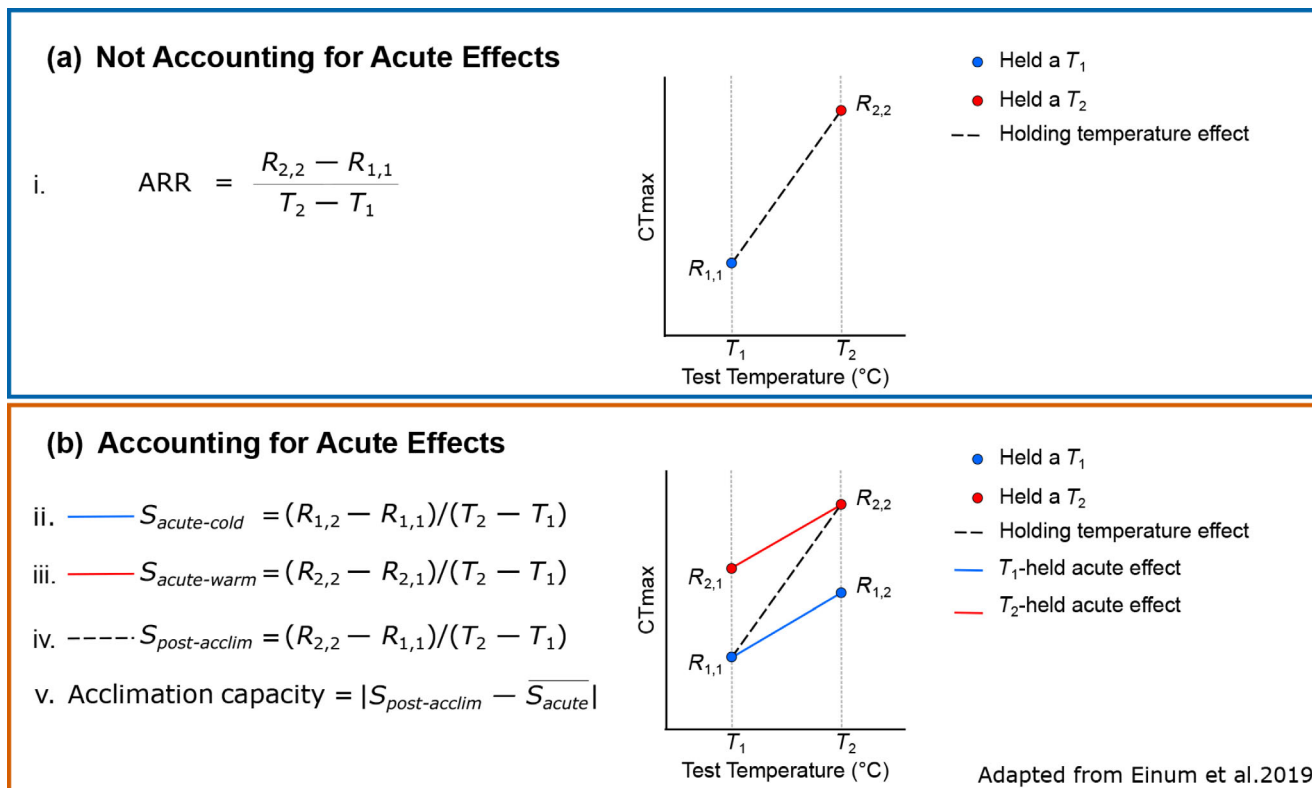 (a) Not Accounting for Acute Effects
i. ARR = R2,2 — R1,1 / T2 — T1
CTmax
R1,1
R2,2
T1
T2
Test Temperature (°C)
Held a T1
Held a T2
Holding temperature effect
(b) Accounting for Acute Effects
ii. Sacute-cold = (R1,2 — R1,1)/(T2 — T1)
iii. Sacute-warm = (R2,2 — R2,1)/(T2 — T1)
iv. Spost-acclim = (R2,2 — R1,1)/(T2 — T1)
v. Acclimation capacity = |Spost-acclim — S̅acute|
CTmax
R2,2
R2,1
R1,2
R1,1
T1
T2
Test Temperature (°C)
Held a T1
Held a T2
Holding temperature effect
T1-held acute effect
T2-held acute effect
Adapted from Einum et al.2019